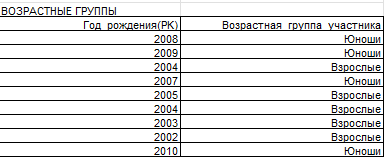 ВОЗРАСТНЫЕ ГРУППЫ
Год рождения(РК) Возрастная группа участника
2008 Юноши
2009 Юноши
2004 Взрослые
2007 Юноши
2005 Взрослые
2004 Взрослые
2003 Взрослые
2002 Взрослые
2010 Юноши